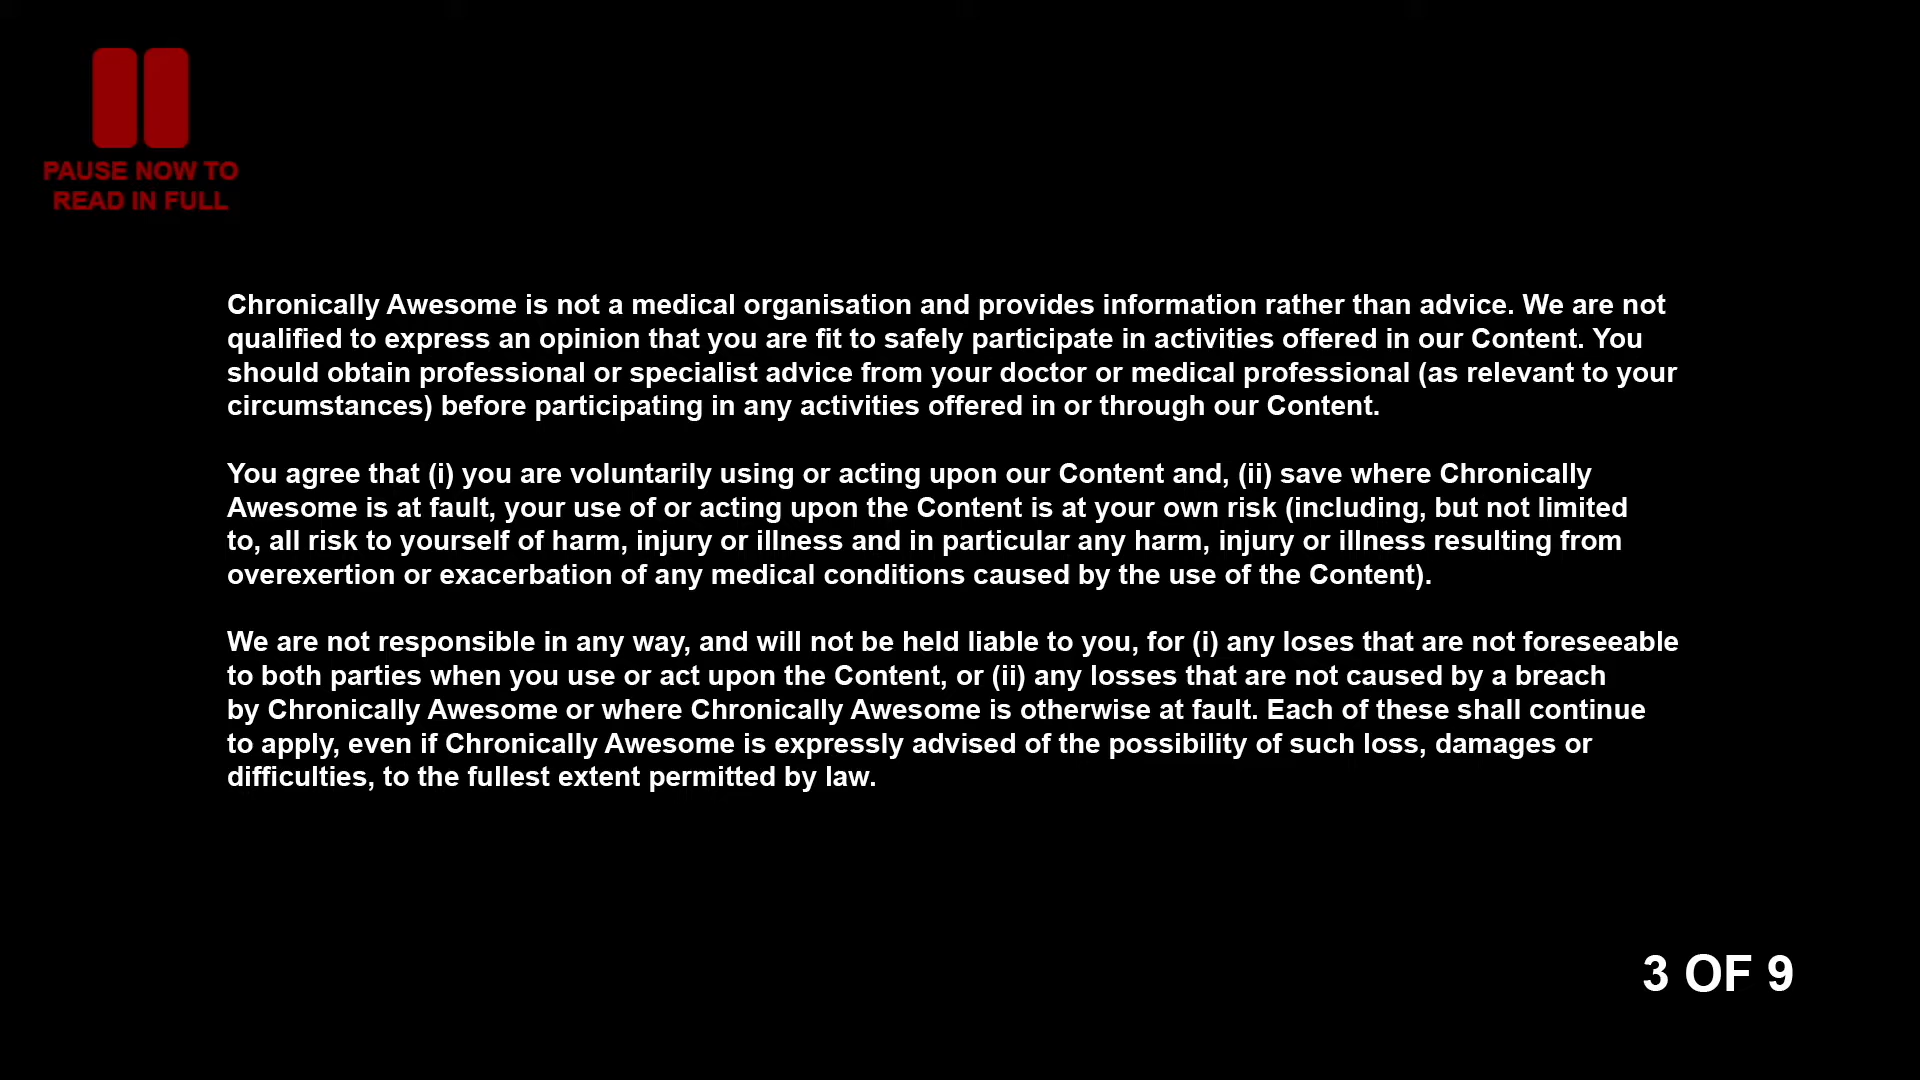 PAUSE NOW TO
READ IN FULL
Chronically Awesome is not a medical organisation and provides information rather than advice. We are not
qualified to express an opinion that you are fit to safely participate in activities offered in our Content. You
should obtain professional or specialist advice from your doctor or medical professional (as relevant to your
circumstances) before participating in any activities offered in or through our Content.
You agree that (i) you are voluntarily using or acting upon our Content and, (ii) save where Chronically
Awesome is at fault, your use of or acting upon the Content is at your own risk (including, but not limited
to, all risk to yourself of harm, injury or illness and in particular any harm, injury or illness resulting from
overexertion or exacerbation of any medical conditions caused by the use of the Content).
We are not responsible in any way, and will not be held liable to you, for (i) any loses that are not foreseeable
to both parties when you use or act upon the Content, or (ii) any losses that are not caused by a breach
by Chronically Awesome or where Chronically Awesome is otherwise at fault. Each of these shall continue
to apply, even if Chronically Awesome is expressly advised of the possibility of such loss, damages or
difficulties, to the fullest extent permitted by law.
3 OF 9